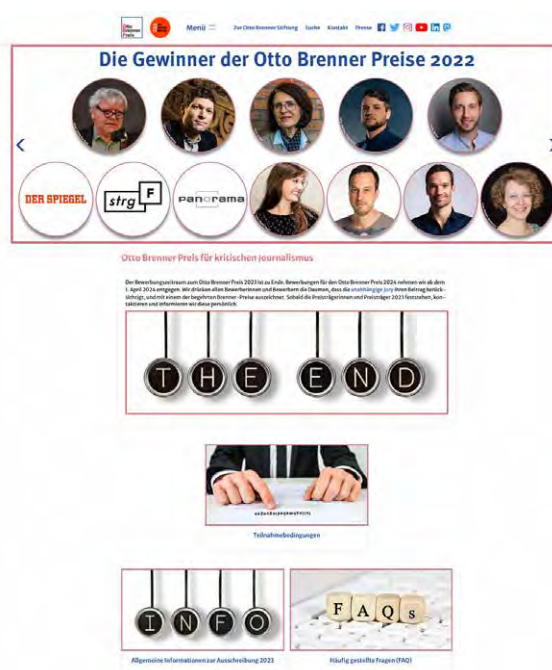 Otto
Brenner
Preis
Menü
Zur Otto Brenner Stiftung Suche Kontakt Presse
Die Gewinner der Otto Brenner Preise 2022
DER SPIEGEL
strg F
panorama
Otto Brenner Preis für kritischen Journalismus
Der Bewerbungszeitraum zum Otto Brenner Preis 2023 ist zu Ende. Bewerbungen für den Otto Brenner Preis 2024 nehmen wir ab dem
1. April 2024 entgegen. Wir drücken allen Bewerberinnen und Bewerbern die Daumen, dass die unabhängige Jury ihren Beitrag berück-
sichtigt, und mit einem der begehrten Brenner-Preise auszeichnet. Sobald die Preisträgerinnen und Preisträger 2023 feststehen, kon-
taktieren und informieren wir diese persönlich.
THE END
Teilnahmebedingungen
INFO
FAQs
Allgemeine Informationen zur Ausschreibung 2023
Häufig gestellte Fragen (FAQ)